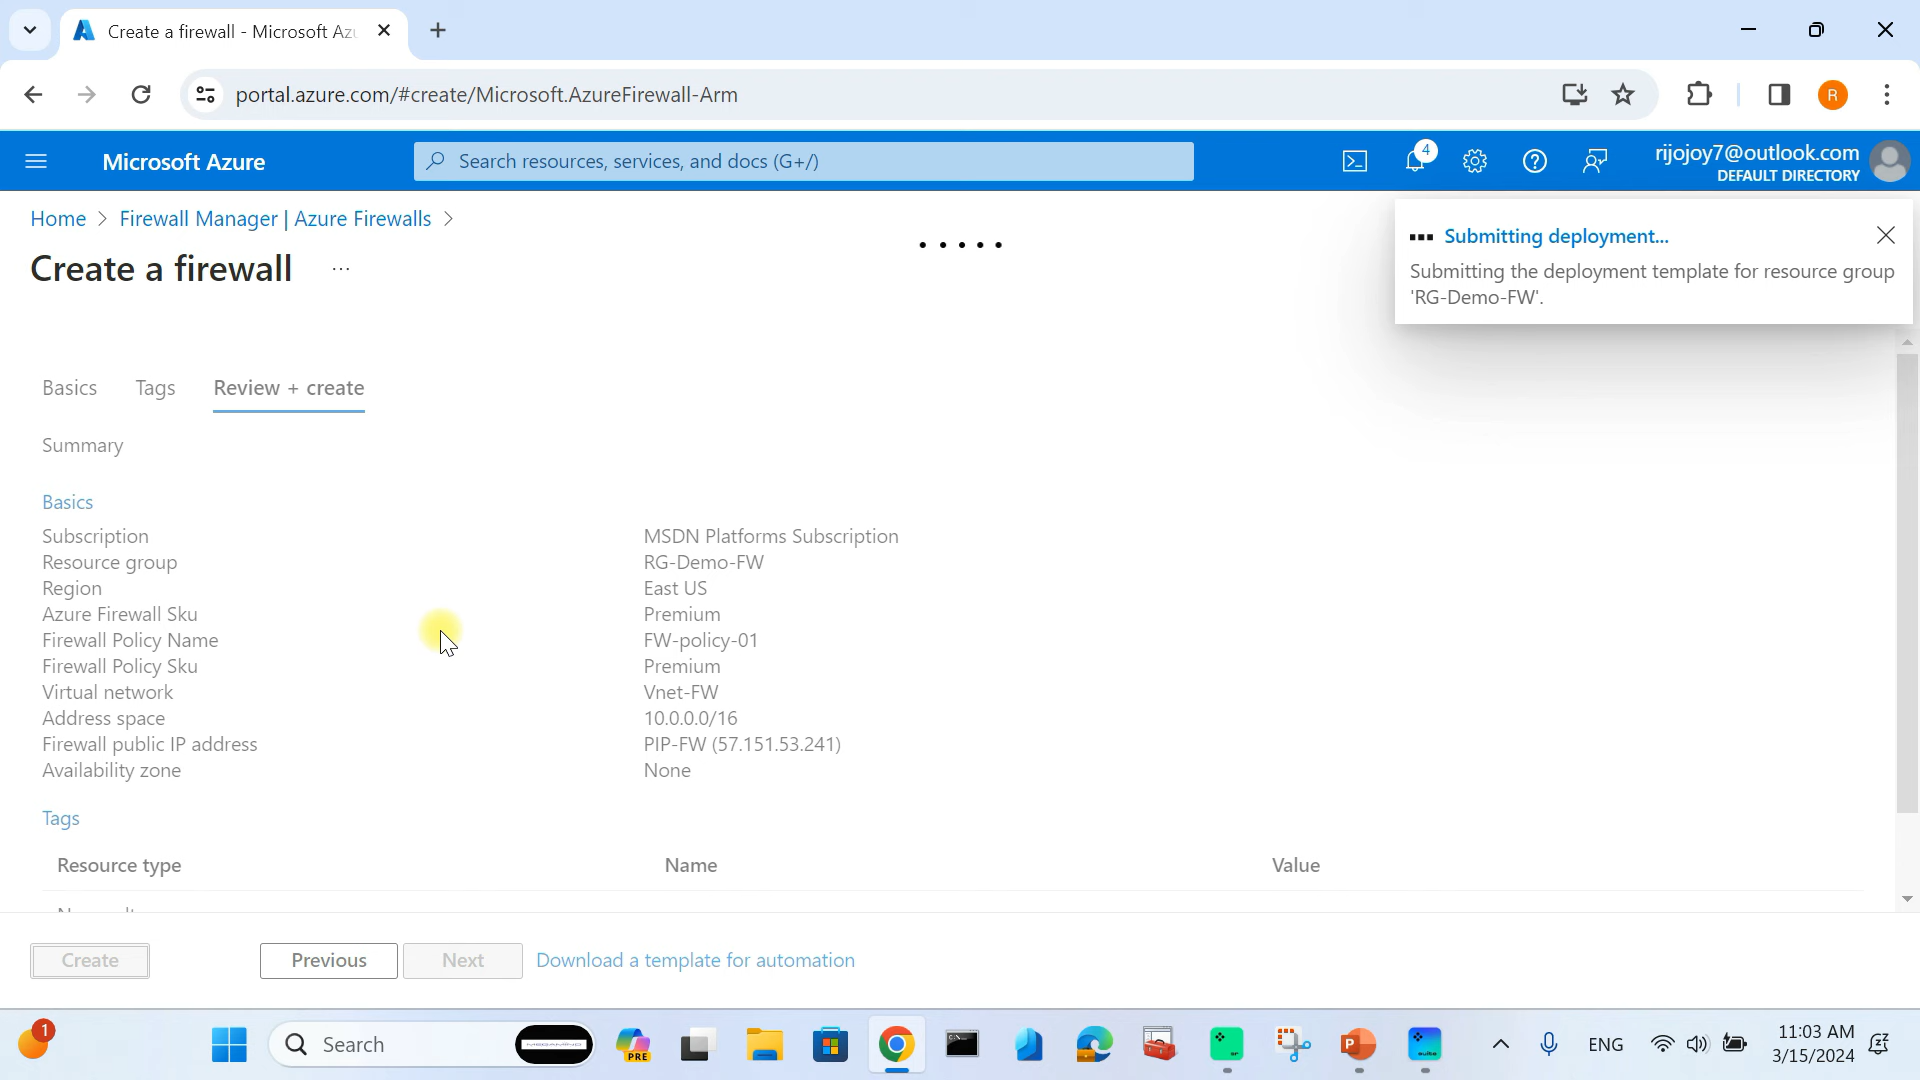 Create a firewall - Microsoft Azu
portal.azure.com/#create/Microsoft.AzureFirewall-Arm
R
Microsoft Azure
Search resources, services, and docs (G+/)
4
rijojoy7@outlook.com
DEFAULT DIRECTORY
Home > Firewall Manager | Azure Firewalls >
Create a firewall ...
Submitting deployment...
Submitting the deployment template for resource group
'RG-Demo-FW'.
Basics Tags Review + create
Summary
Basics
Subscription MSDN Platforms Subscription
Resource group RG-Demo-FW
Region East US
Azure Firewall Sku Premium
Firewall Policy Name FW-policy-01
Firewall Policy Sku Premium
Virtual network Vnet-FW
Address space 10.0.0.0/16
Firewall public IP address PIP-FW (57.151.53.241)
Availability zone None
Tags
Resource type Name Value
Create Previous Next Download a template for automation
1
Search
PRE
ENG
11:03 AM
3/15/2024